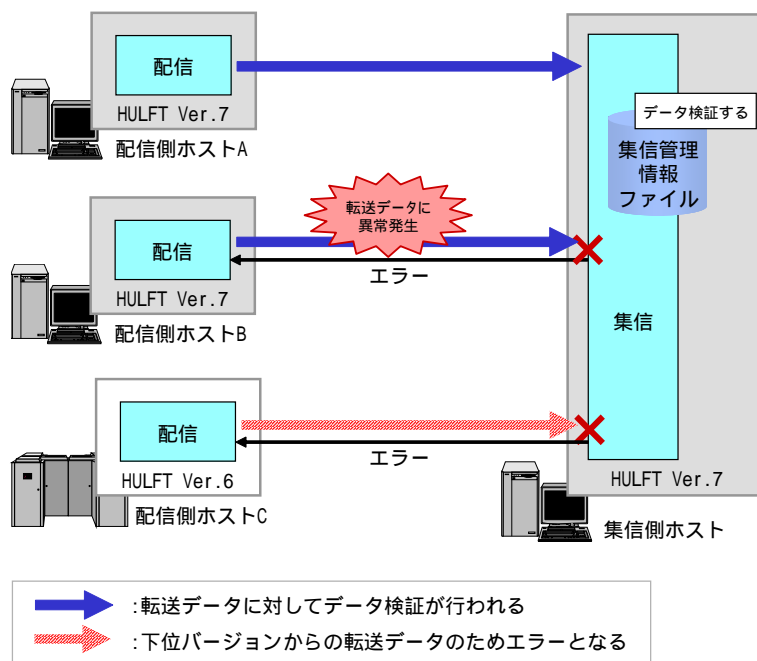 配信
HULFT Ver.7
配信側ホストA
データ検証する
集信管理
情報
ファイル
転送データに
異常発生
配信
HULFT Ver.7
配信側ホストB
エラー
集信
配信
HULFT Ver.6
配信側ホストC
エラー
HULFT Ver.7
集信側ホスト
:転送データに対してデータ検証が行われる
:下位バージョンからの転送データのためエラーとなる